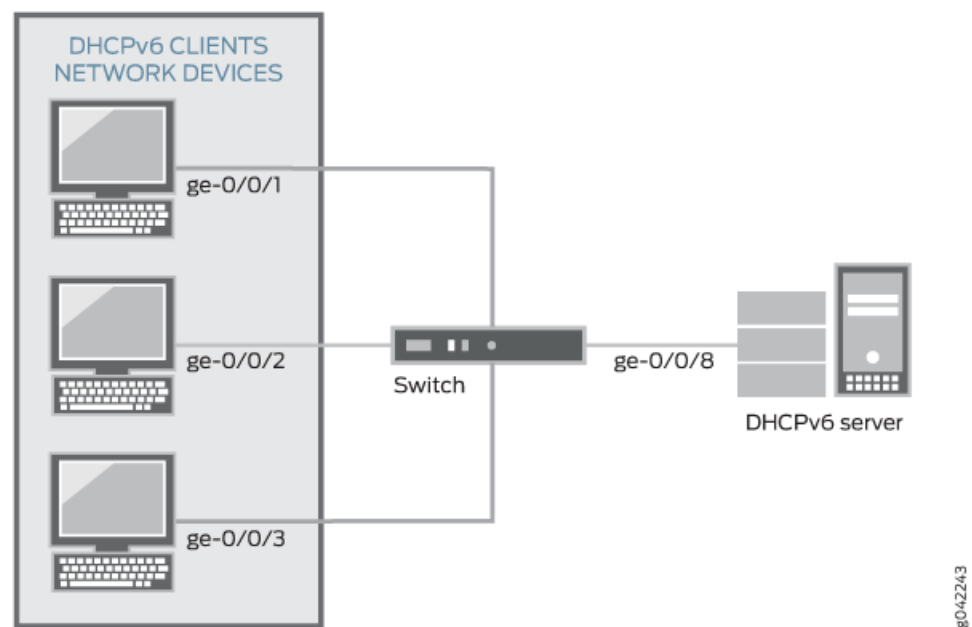 DHCPv6 CLIENTS
NETWORK DEVICES
ge-0/0/1
ge-0/0/2
ge-0/0/3
Switch
ge-0/0/8
DHCPv6 server
g042243